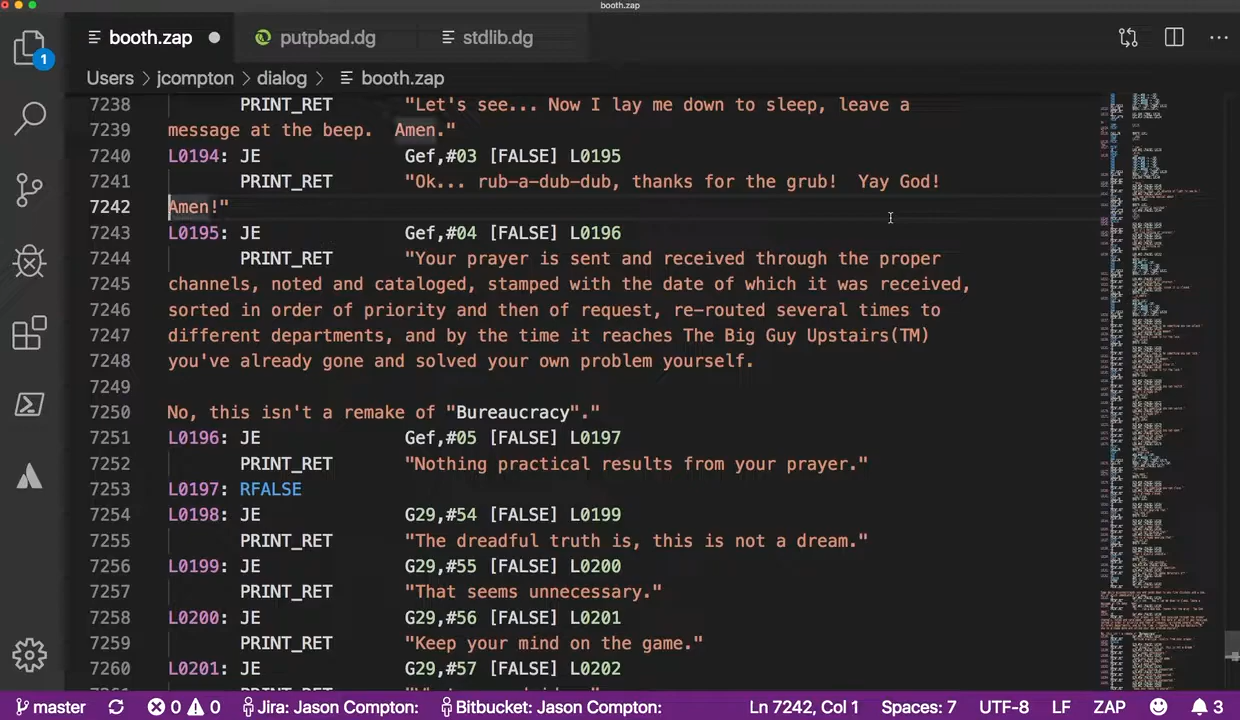 booth.zap
booth.zap putpbad.dg stdlib.dg
1
Users > jcompton > dialog > booth.zap
7238 PRINT_RET "Let's see... Now I lay me down to sleep, leave a
7239 message at the beep.  Amen."
7240 L0194: JE Gef,#03 [FALSE] L0195
7241 PRINT_RET "Ok... rub-a-dub-dub, thanks for the grub!  Yay God!
7242 Amen!"
7243 L0195: JE Gef,#04 [FALSE] L0196
7244 PRINT_RET "Your prayer is sent and received through the proper
7245 channels, noted and cataloged, stamped with the date of which it was received,
7246 sorted in order of priority and then of request, re-routed several times to
7247 different departments, and by the time it reaches The Big Guy Upstairs(TM)
7248 you've already gone and solved your own problem yourself.
7249
7250 No, this isn't a remake of "Bureaucracy"."
7251 L0196: JE Gef,#05 [FALSE] L0197
7252 PRINT_RET "Nothing practical results from your prayer."
7253 L0197: RFALSE
7254 L0198: JE G29,#54 [FALSE] L0199
7255 PRINT_RET "The dreadful truth is, this is not a dream."
7256 L0199: JE G29,#55 [FALSE] L0200
7257 PRINT_RET "That seems unnecessary."
7258 L0200: JE G29,#56 [FALSE] L0201
7259 PRINT_RET "Keep your mind on the game."
7260 L0201: JE G29,#57 [FALSE] L0202
master 0 0 Jira: Jason Compton: Bitbucket: Jason Compton: Ln 7242, Col 1 Spaces: 7 UTF-8 LF ZAP 3